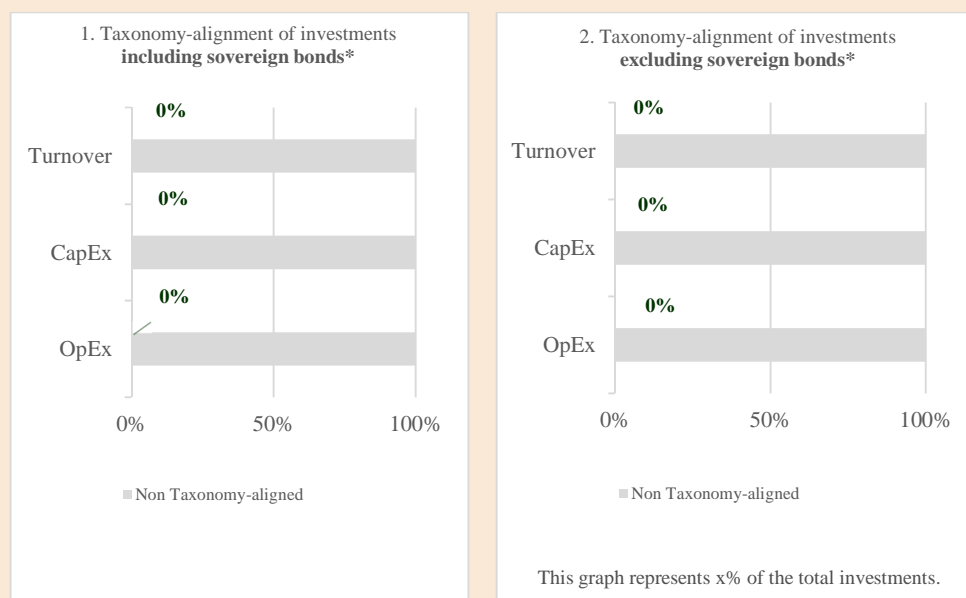 1. Taxonomy-alignment of investments
including sovereign bonds*
0%
Turnover
0%
CapEx
0%
OpEx
0%
50%
100%
Non Taxonomy-aligned
2. Taxonomy-alignment of investments
excluding sovereign bonds*
0%
Turnover
0%
CapEx
0%
OpEx
0%
50%
100%
Non Taxonomy-aligned
This graph represents x% of the total investments.